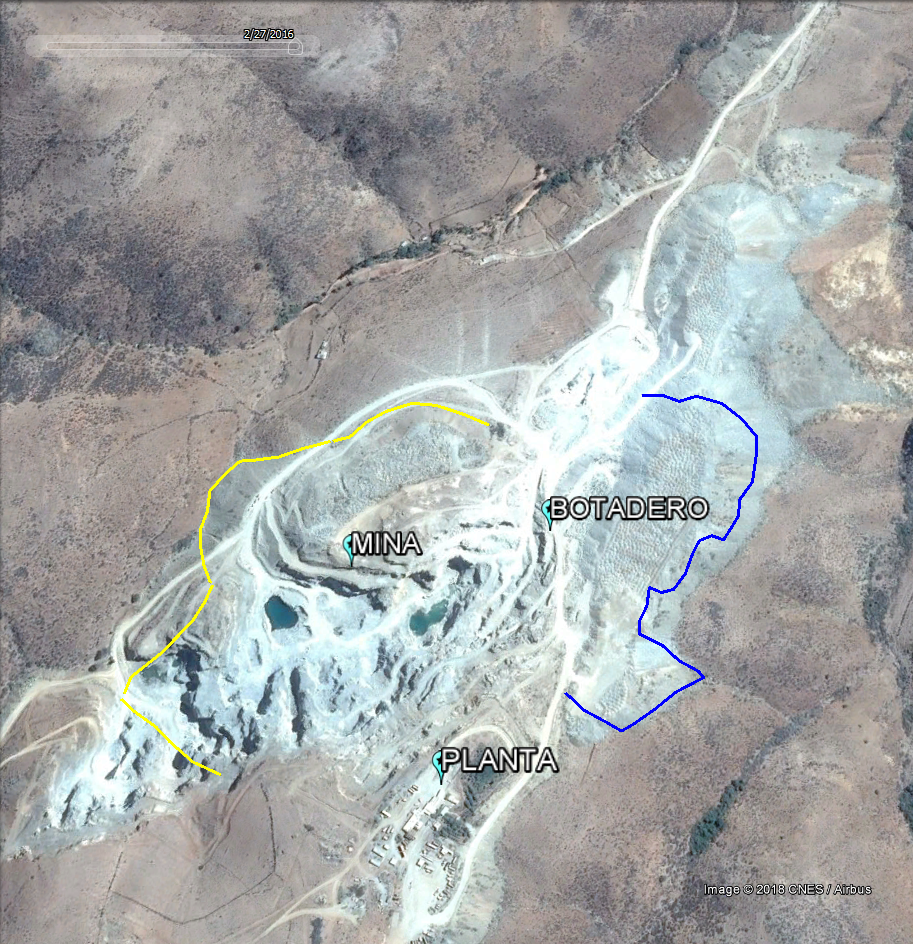 2/27/2016
BOTADERO
MINA
PLANTA
Image © 2018 CNES / Airbus